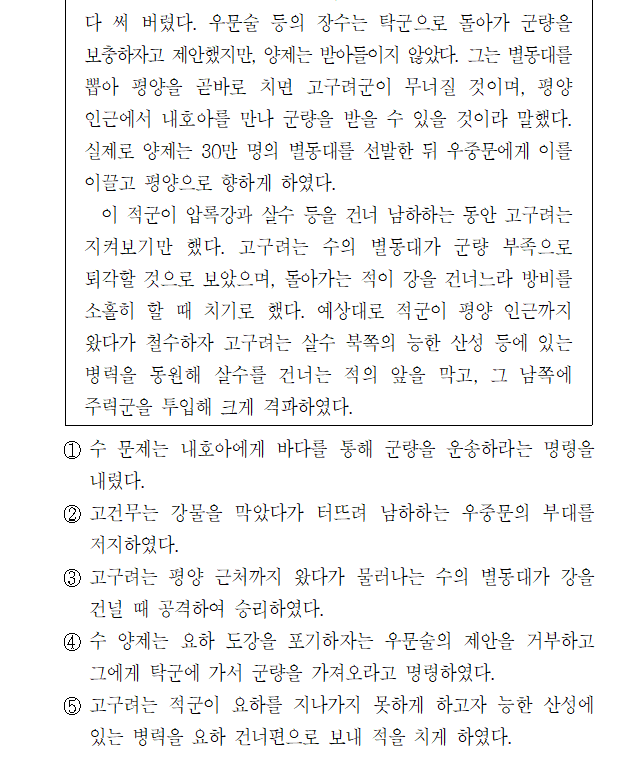 다 써 버렸다. 우문술 등의 장수는 탁군으로 돌아가 군량을
보충하자고 제안했지만, 양제는 받아들이지 않았다. 그는 별동대를
뽑아 평양을 곧바로 치면 고구려군이 무너질 것이며, 평양
인근에서 내호아를 만나 군량을 받을 수 있을 것이라 말했다.
실제로 양제는 30만 명의 별동대를 선발한 뒤 우중문에게 이를
이끌고 평양으로 향하게 하였다.
이 적군이 압록강과 살수 등을 건너 남하하는 동안 고구려는
지켜보기만 했다. 고구려는 수의 별동대가 군량 부족으로
퇴각할 것으로 보았으며, 돌아가는 적이 강을 건너느라 방비를
소홀히 할 때 치기로 했다. 예상대로 적군이 평양 인근까지
왔다가 철수하자 고구려는 살수 북쪽의 능한 산성 등에 있는
병력을 동원해 살수를 건너는 적의 앞을 막고, 그 남쪽에
주력군을 투입해 크게 격파하였다.
① 수 문제는 내호아에게 바다를 통해 군량을 운송하라는 명령을
내렸다.
② 고건무는 강물을 막았다가 터뜨려 남하하는 우중문의 부대를
저지하였다.
③ 고구려는 평양 근처까지 왔다가 물러나는 수의 별동대가 강을
건널 때 공격하여 승리하였다.
④ 수 양제는 요하 도강을 포기하자는 우문술의 제안을 거부하고
그에게 탁군에 가서 군량을 가져오라고 명령하였다.
⑤ 고구려는 적군이 요하를 지나가지 못하게 하고자 능한 산성에
있는 병력을 요하 건너편으로 보내 적을 치게 하였다.